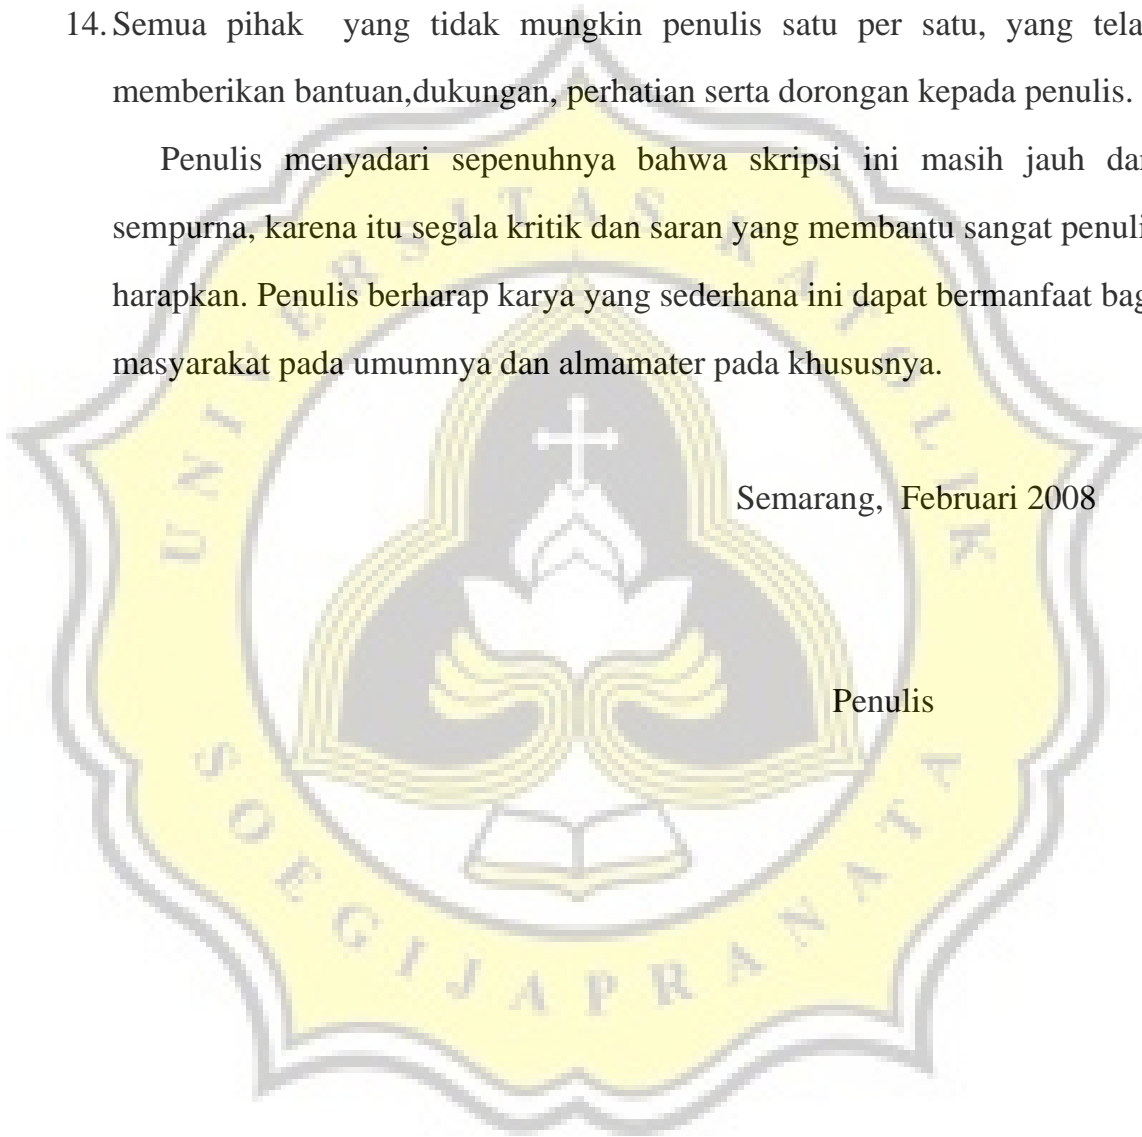 14. Semua pihak yang tidak mungkin penulis satu per satu, yang tela
memberikan bantuan,dukungan, perhatian serta dorongan kepada penulis.
Penulis menyadari sepenuhnya bahwa skripsi ini masih jauh dar
sempurna, karena itu segala kritik dan saran yang membantu sangat penuli
harapkan. Penulis berharap karya yang sederhana ini dapat bermanfaat bag
masyarakat pada umumnya dan almamater pada khususnya.
Semarang, Februari 2008
Penulis
UNIVERSITAS KATOLIK
SOEGIJAPRANATA